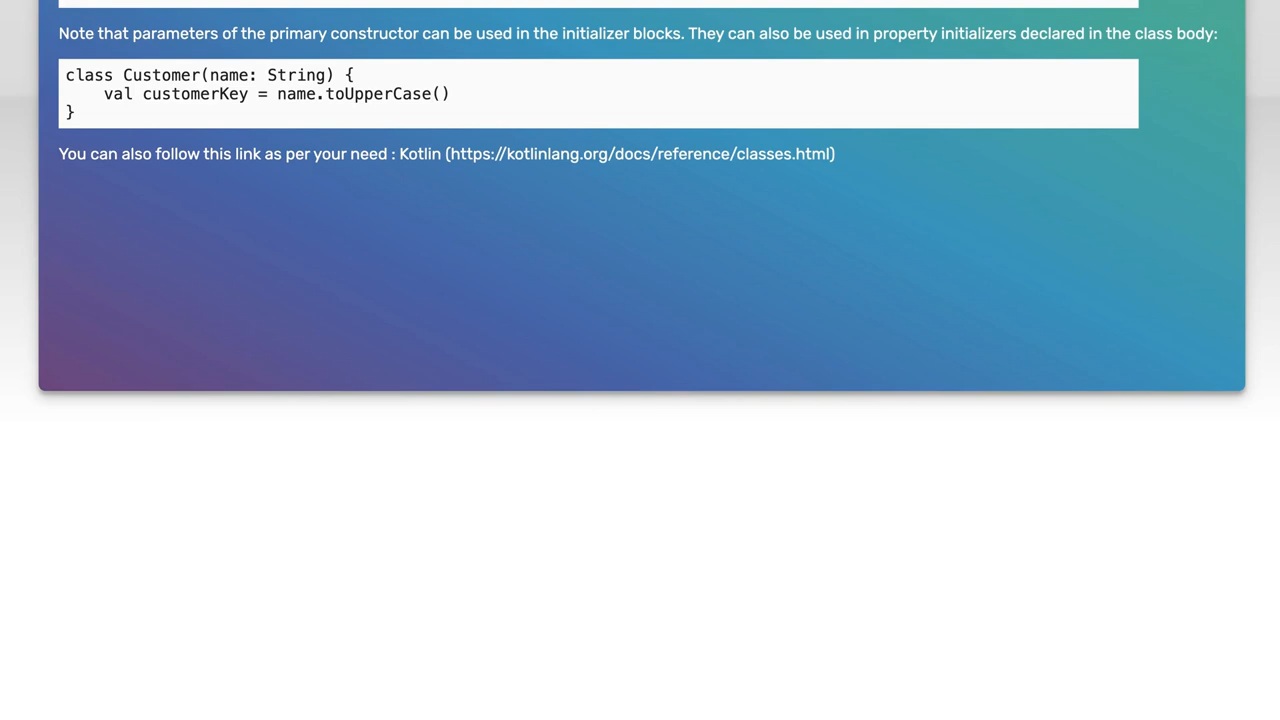 Note that parameters of the primary constructor can be used in the initializer blocks. They can also be used in property initializers declared in the class body:
class Customer(name: String) {
    val customerKey = name.toUpperCase()
}
You can also follow this link as per your need : Kotlin (https://kotlinlang.org/docs/reference/classes.html)